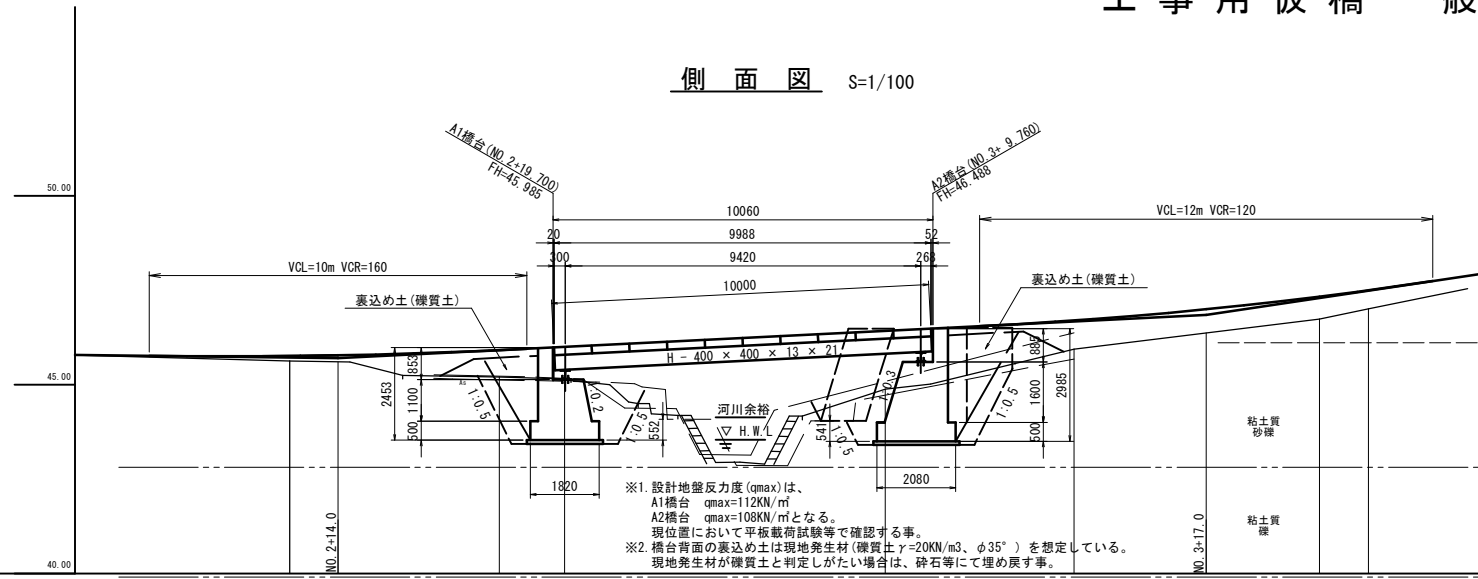 工事用仮橋 一般
側面図 S=1/100
A1橋台(NO.2+19.700)
FH=45.985
A2橋台(NO.3+ 9.760)
FH=46.488
50.00
10060
VCL=12m VCR=120
20
9988
52
300
9420
268
VCL=10m VCR=160
10000
裏込め土(礫質土)
裏込め土(礫質土)
H - 400 × 400 × 13 × 21
45.00
853
2453
1100
500
As
1:0.5
1:0.2
1:0.5
552
河川余裕
▽ H.W.L
541
1:0.5
1:0.3
1:0.5
885
1600
2985
500
粘土質
砂礫
1820
2080
※1.設計地盤反力度(qmax)は、
A1橋台 qmax=112KN/㎡
A2橋台 qmax=108KN/㎡となる。
現位置において平板載荷試験等で確認する事。
※2.橋台背面の裏込め土は現地発生材(礫質土γ=20KN/m3、φ35°)を想定している。
現地発生材が礫質土と判定しがたい場合は、砕石等にて埋め戻す事。
粘土質
礫
NO.2+14.0
NO.3+17.0
40.00